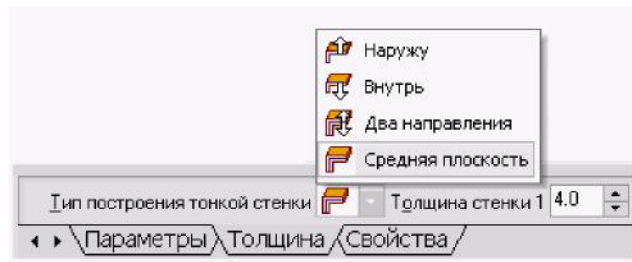 Наружу
Внутрь
Два направления
Средняя плоскость
Тип построения тонкой стенки Толщина стенки 1 4.0
Параметры Толщина Свойства